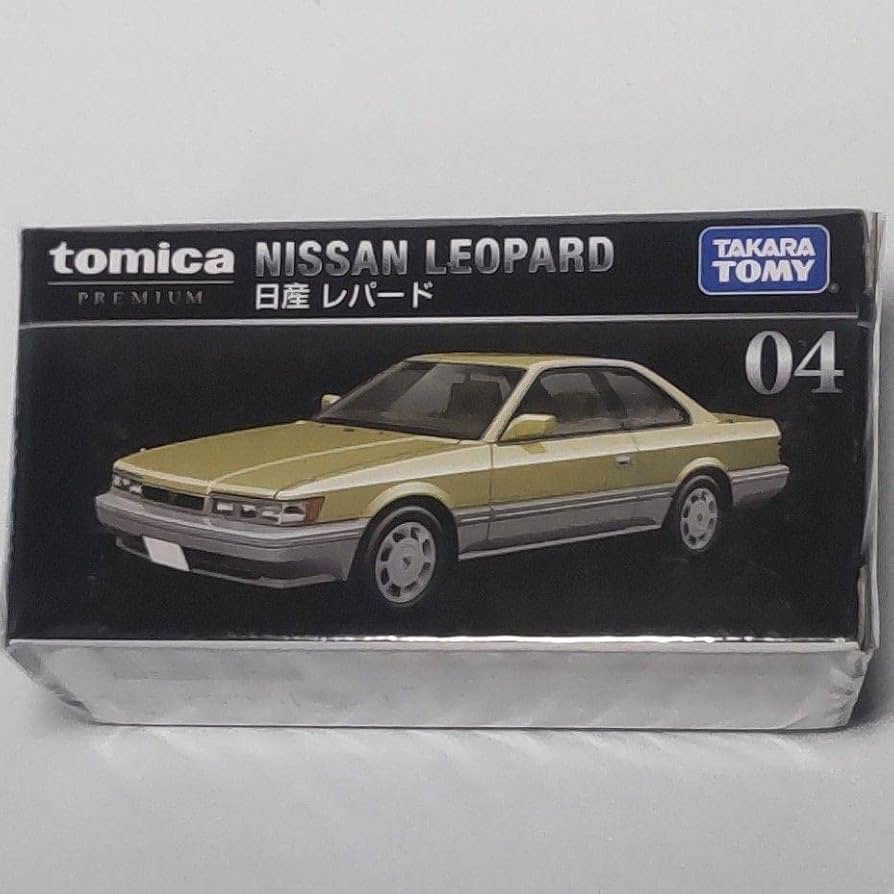 tomica
PREMIUM
NISSAN LEOPARD
日産 レパード
TAKARA
TOMY®
04